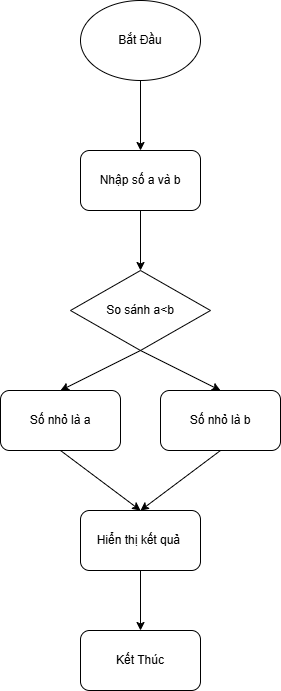 Bắt Đầu
Nhập số a và b
So sánh a<b
Số nhỏ là a
Số nhỏ là b
Hiển thị kết quả
Kết Thúc